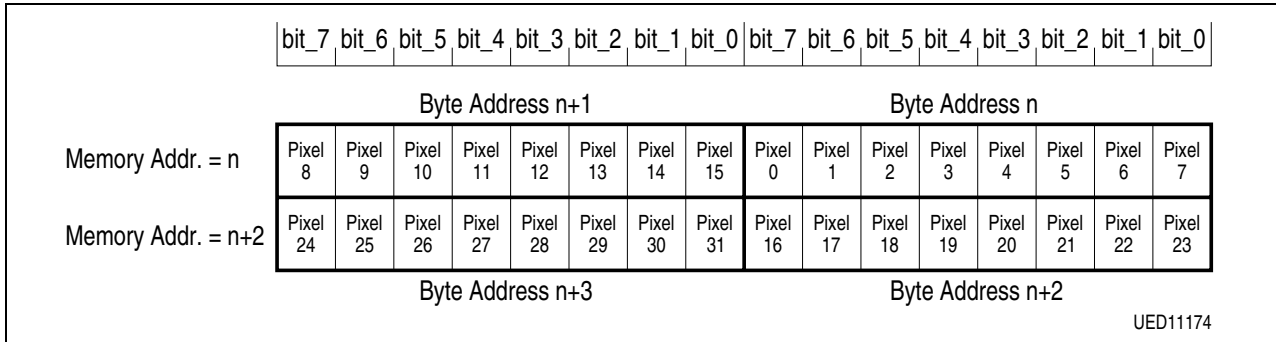 bit_7 bit_6 bit_5 bit_4 bit_3 bit_2 bit_1 bit_0 bit_7 bit_6 bit_5 bit_4 bit_3 bit_2 bit_1 bit_0
Byte Address n+1 Byte Address n
Memory Addr. = n Pixel 8 Pixel 9 Pixel 10 Pixel 11 Pixel 12 Pixel 13 Pixel 14 Pixel 15 Pixel 0 Pixel 1 Pixel 2 Pixel 3 Pixel 4 Pixel 5 Pixel 6 Pixel 7
Memory Addr. = n+2 Pixel 24 Pixel 25 Pixel 26 Pixel 27 Pixel 28 Pixel 29 Pixel 30 Pixel 31 Pixel 16 Pixel 17 Pixel 18 Pixel 19 Pixel 20 Pixel 21 Pixel 22 Pixel 23
Byte Address n+3 Byte Address n+2
UED11174